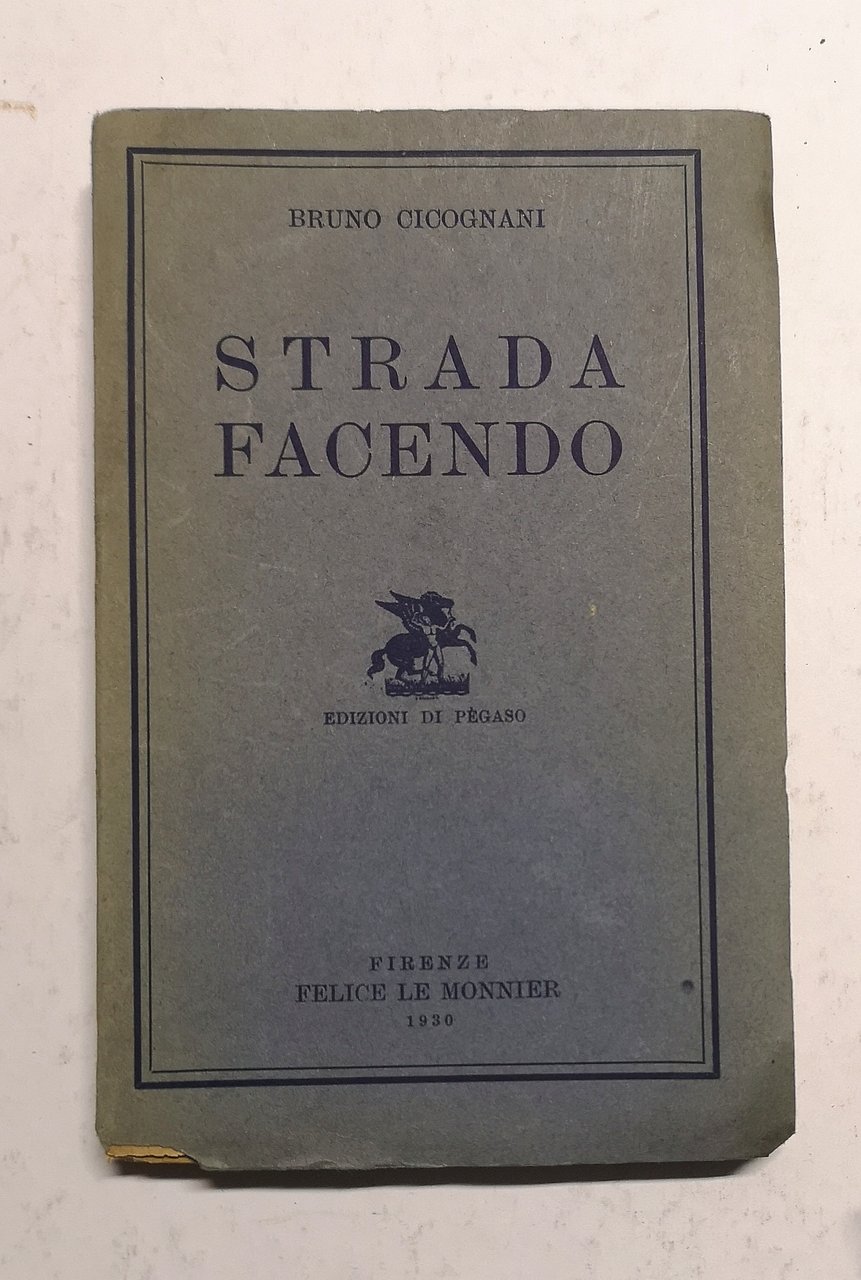 BRUNO CICOGNANI
STRADA
FACENDO
EDIZIONI DI PÈGASO
FIRENZE
FELICE LE MONNIER
1930